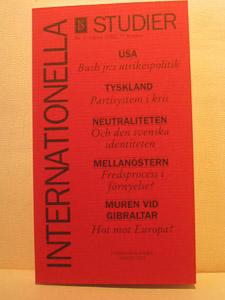 INTERNATIONELLA
STUDIER
USA
Bush jr:s utrikespolitik
TYSKLAND
Partisystem i kris
NEUTRALITETEN
Och den svenska
identiteten
MELLANÖSTERN
Fredsprocess i
förnyelse?
MUREN VID
GIBRALTAR
Hot mot Europa?